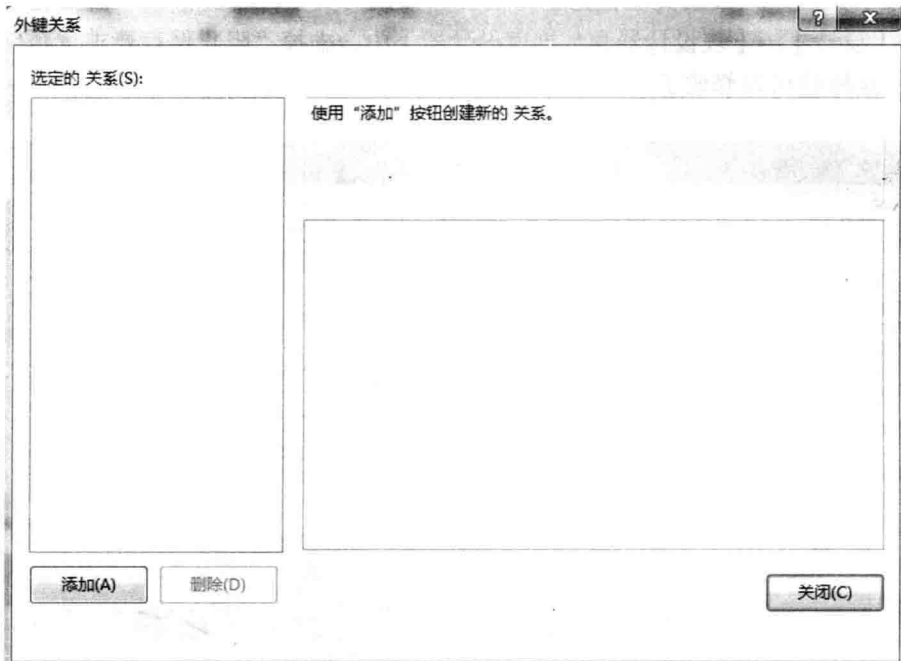 外键关系
选定的 关系(S):
使用“添加”按钮创建新的 关系。
添加(A)
删除(D)
关闭(C)